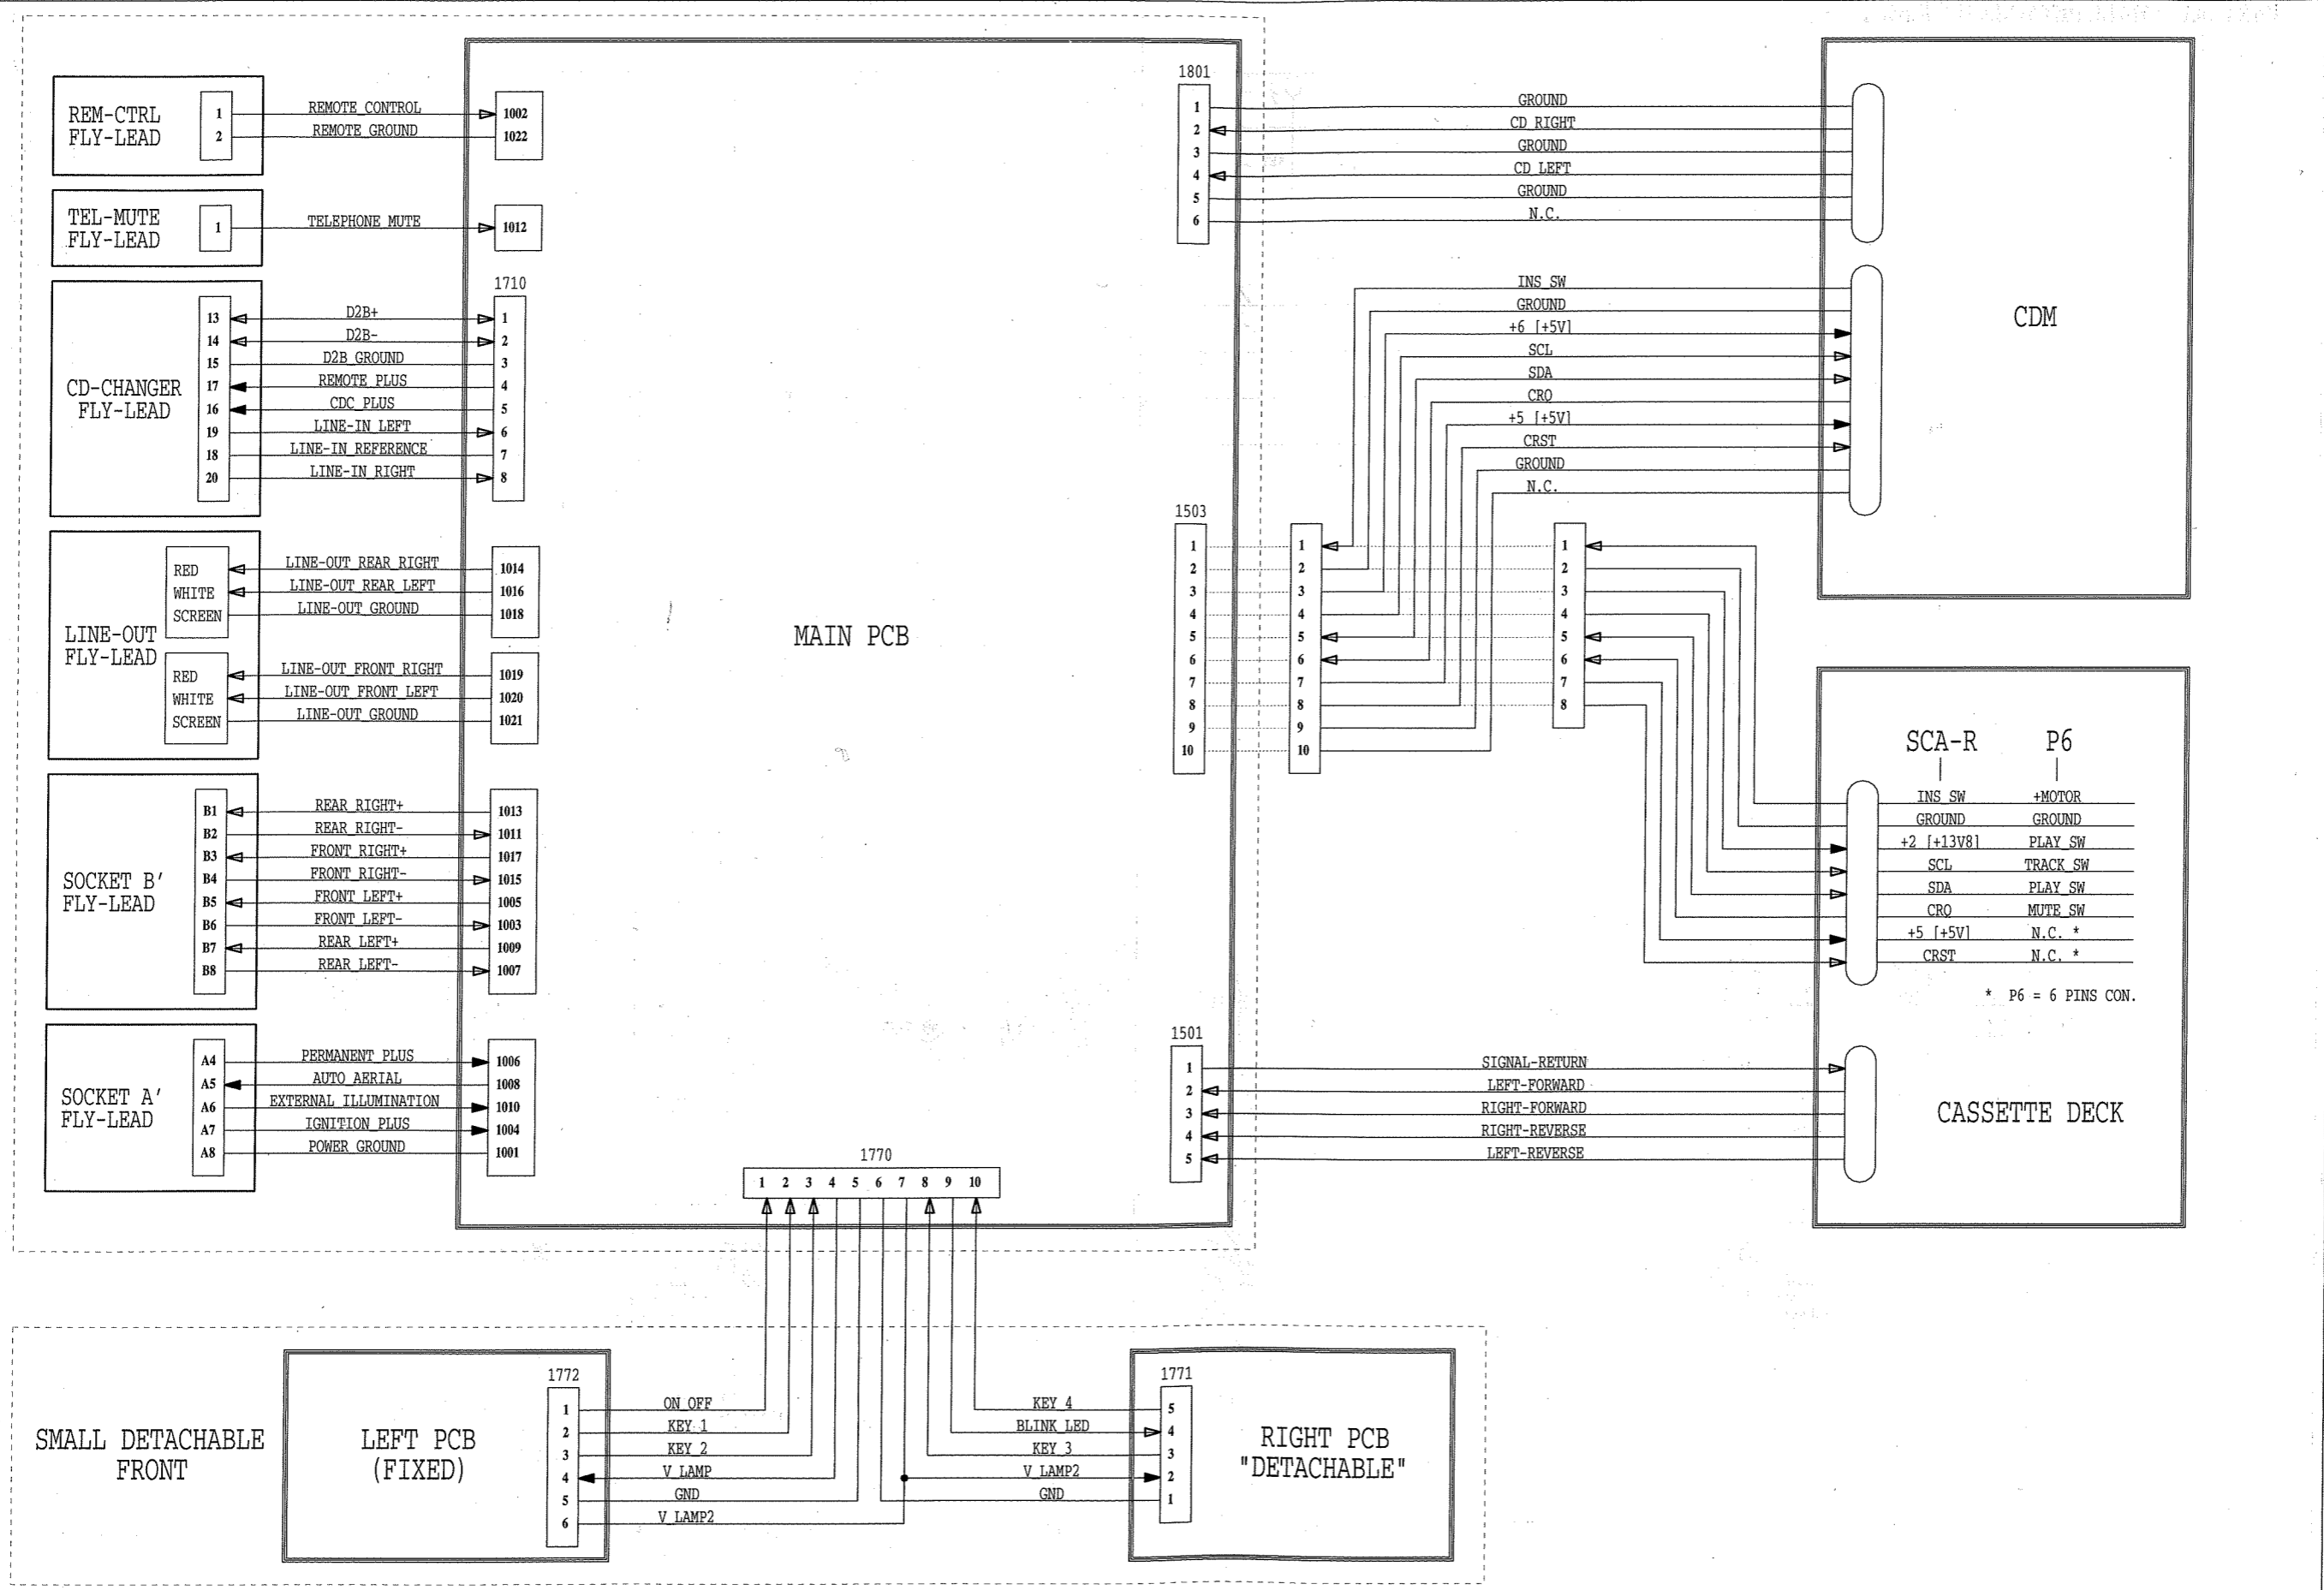 REM-CTRL
FLY-LEAD
1 REMOTE_CONTROL 1002
2 REMOTE_GROUND 1022
TEL-MUTE
FLY-LEAD
1 TELEPHONE_MUTE 1012
CD-CHANGER
FLY-LEAD
1710
13 D2B+ 1
14 D2B- 2
15 D2B_GROUND 3
17 REMOTE_PLUS 4
16 CDC_PLUS 5
19 LINE-IN_LEFT 6
18 LINE-IN_REFERENCE 7
20 LINE-IN_RIGHT 8
LINE-OUT
FLY-LEAD
RED LINE-OUT_REAR_RIGHT 1014
WHITE LINE-OUT_REAR_LEFT 1016
SCREEN LINE-OUT_GROUND 1018
RED LINE-OUT_FRONT_RIGHT 1019
WHITE LINE-OUT_FRONT_LEFT 1020
SCREEN LINE-OUT_GROUND 1021
SOCKET B'
FLY-LEAD
B1 REAR_RIGHT+ 1013
B2 REAR_RIGHT- 1011
B3 FRONT_RIGHT+ 1017
B4 FRONT_RIGHT- 1015
B5 FRONT_LEFT+ 1005
B6 FRONT_LEFT- 1003
B7 REAR_LEFT+ 1009
B8 REAR_LEFT- 1007
SOCKET A'
FLY-LEAD
A4 PERMANENT_PLUS 1006
A5 AUTO_AERIAL 1008
A6 EXTERNAL_ILLUMINATION 1010
A7 IGNITION_PLUS 1004
A8 POWER_GROUND 1001
MAIN PCB
1801
1 GROUND
2 CD_RIGHT
3 GROUND
4 CD_LEFT
5 GROUND
6 N.C.
CDM
INS_SW
GROUND
+6 [+5V]
SCL
SDA
CRQ
+5 [+5V]
CRST
GROUND
N.C.
1503
1 1 1
2 2 2
3 3 3
4 4 4
5 5 5
6 6 6
7 7 7
8 8 8
9 9
10 10
SCA-R P6
INS_SW +MOTOR
GROUND GROUND
+2 [+13V8] PLAY_SW
SCL TRACK_SW
SDA PLAY_SW
CRQ MUTE_SW
+5 [+5V] N.C. *
CRST N.C. *
* P6 = 6 PINS CON.
1501
1 SIGNAL-RETURN
2 LEFT-FORWARD
3 RIGHT-FORWARD
4 RIGHT-REVERSE
5 LEFT-REVERSE
CASSETTE DECK
1770
1 2 3 4 5 6 7 8 9 10
SMALL DETACHABLE
FRONT
LEFT PCB
(FIXED)
1772
1 ON_OFF
2 KEY_1
3 KEY_2
4 V_LAMP
5 GND
6 V_LAMP2
1771
KEY_4 5
BLINK_LED 4
KEY_3 3
V_LAMP2 2
GND 1
RIGHT PCB
"DETACHABLE"